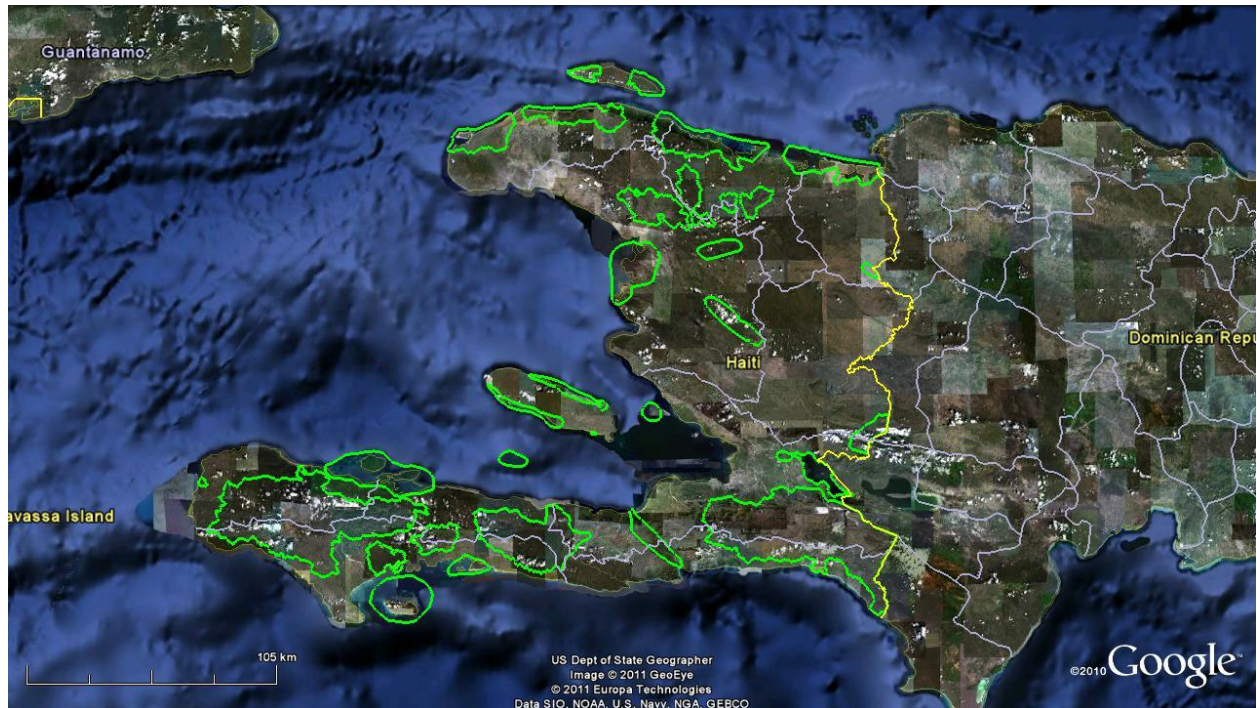 Guantanamo
Dominican Repu
Haiti
avassa Island
105 km
US Dept of State Geographer
Image © 2011 GeoEye
© 2011 Europa Technologies
Data SIO, NOAA, U.S. Navy, NGA, GEBCO
©2010 Google™